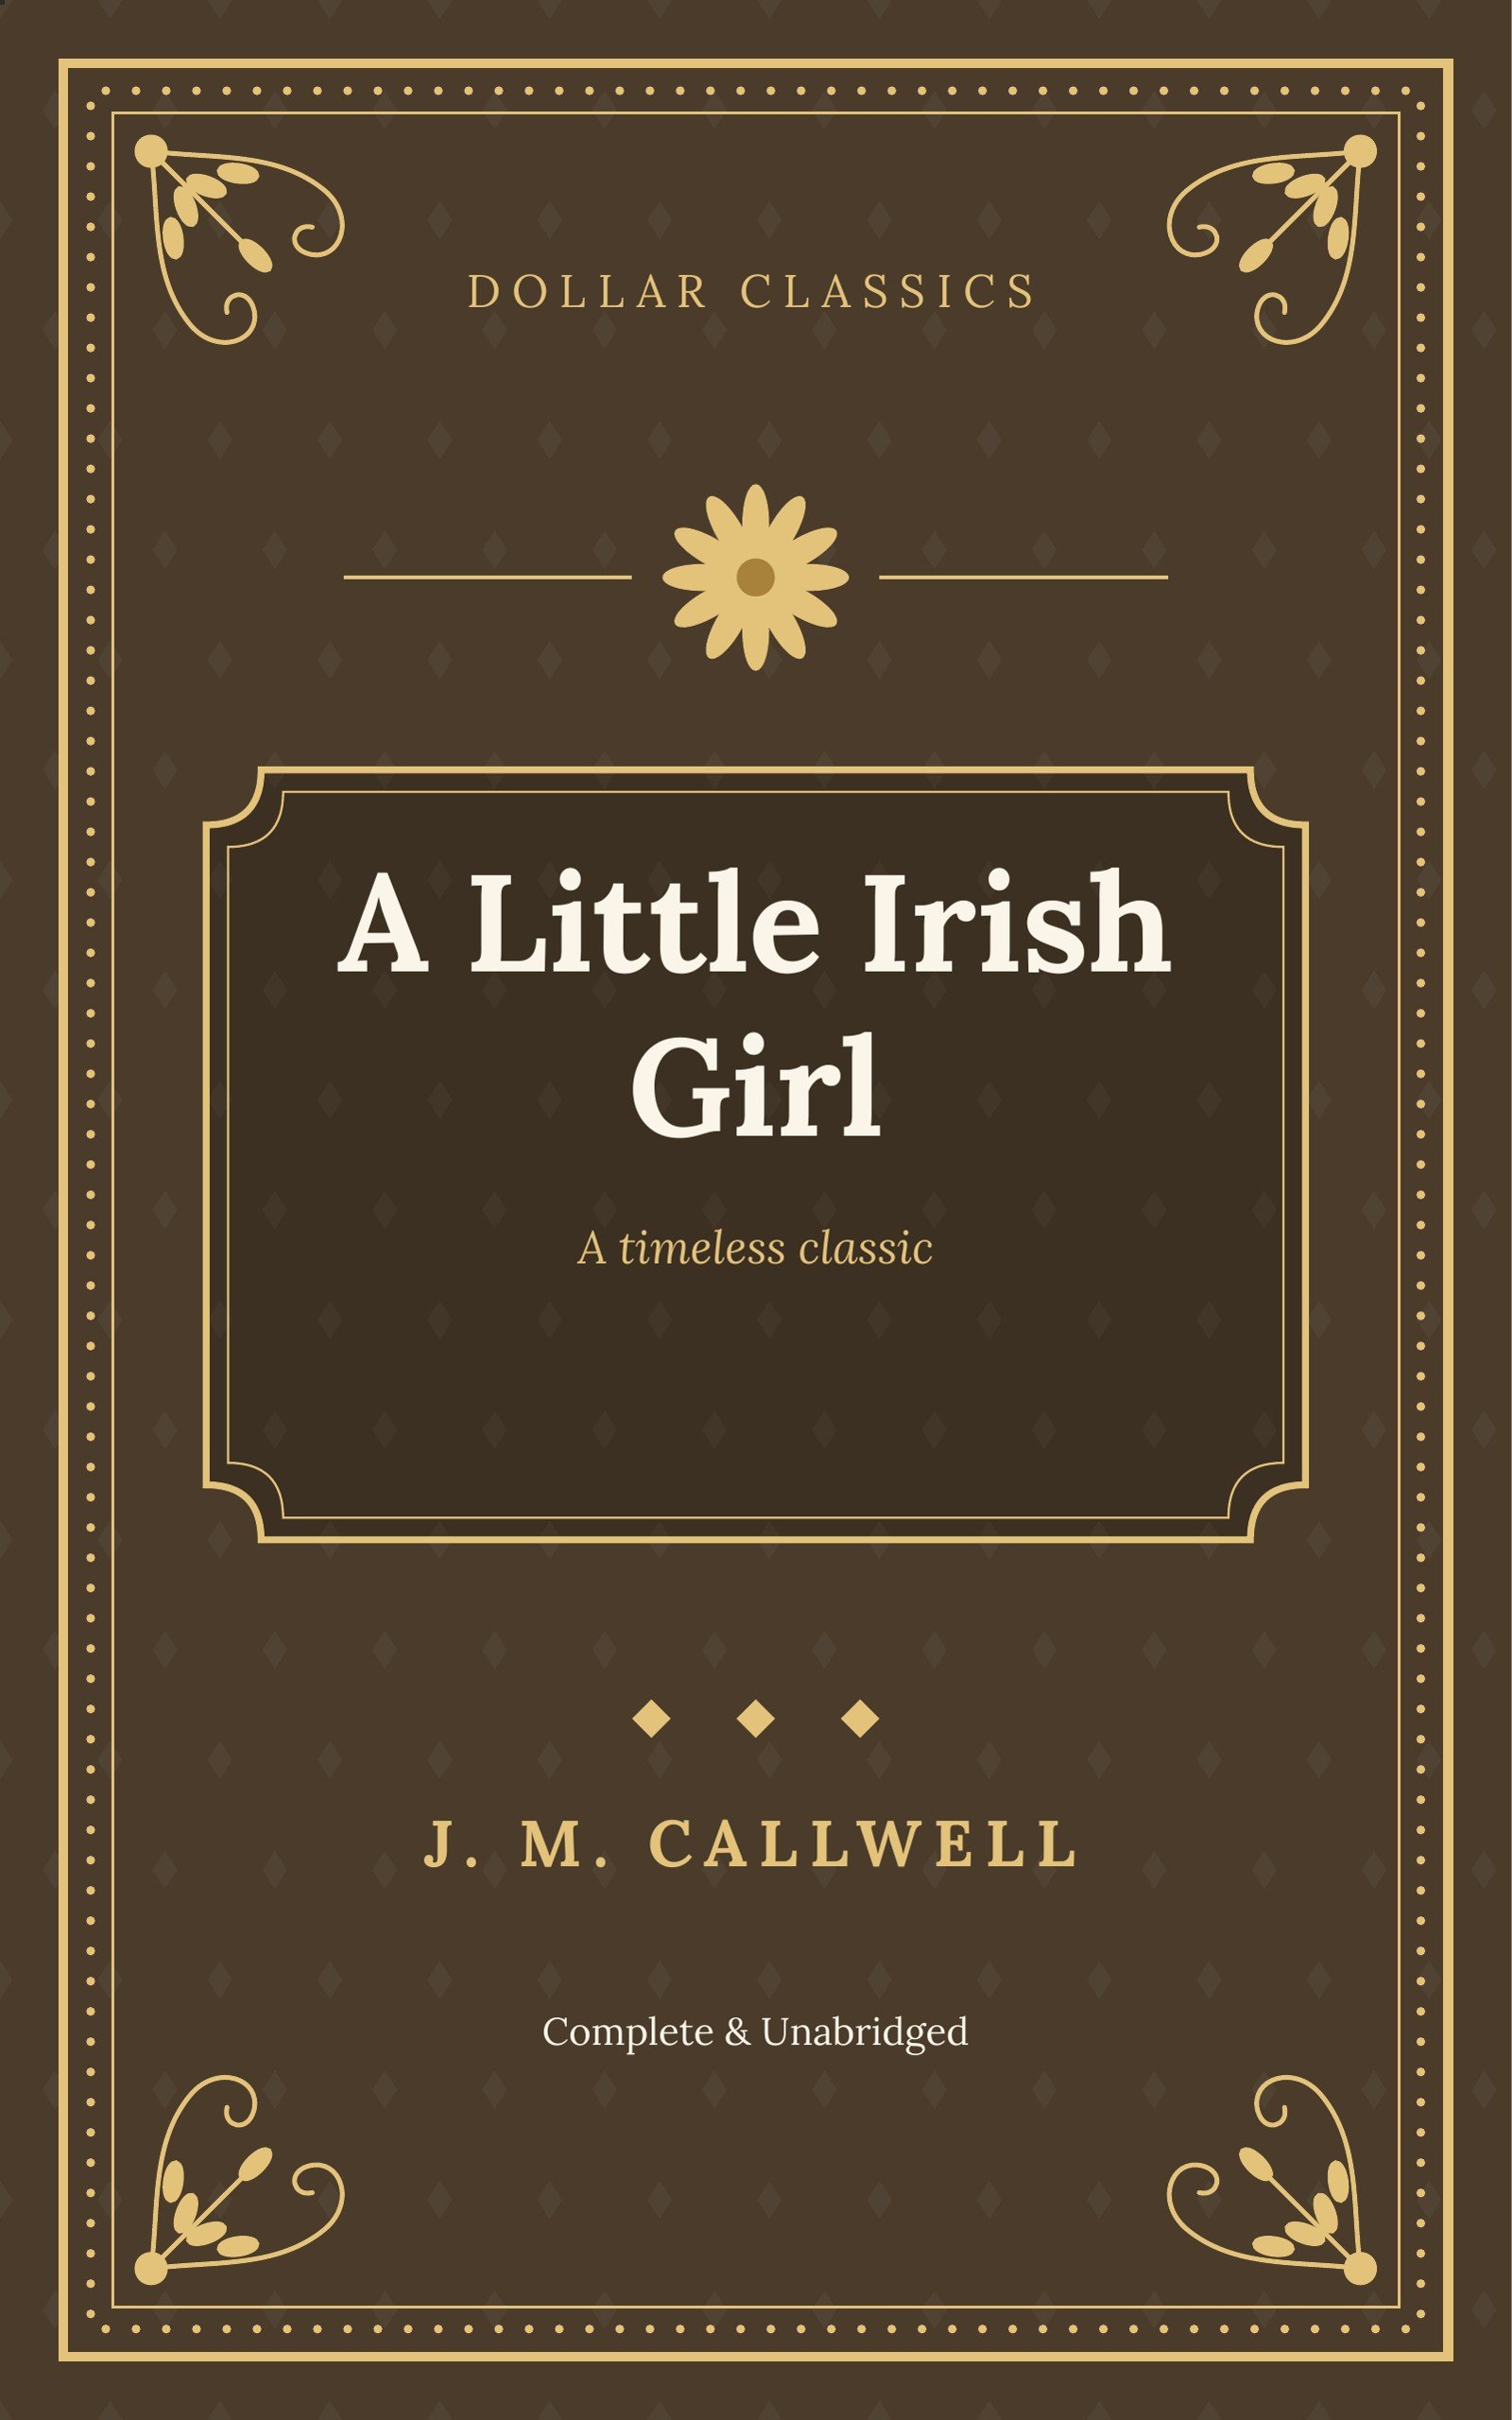 DOLLAR CLASSICS
A Little Irish
Girl
A timeless classic
J. M. CALLWELL
Complete & Unabridged